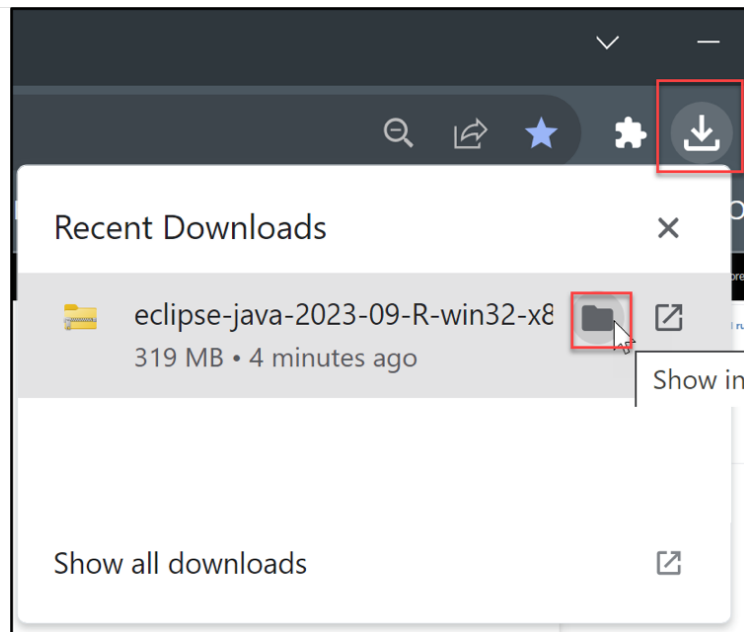 Recent Downloads
eclipse-java-2023-09-R-win32-x8
319 MB • 4 minutes ago
Show in
Show all downloads